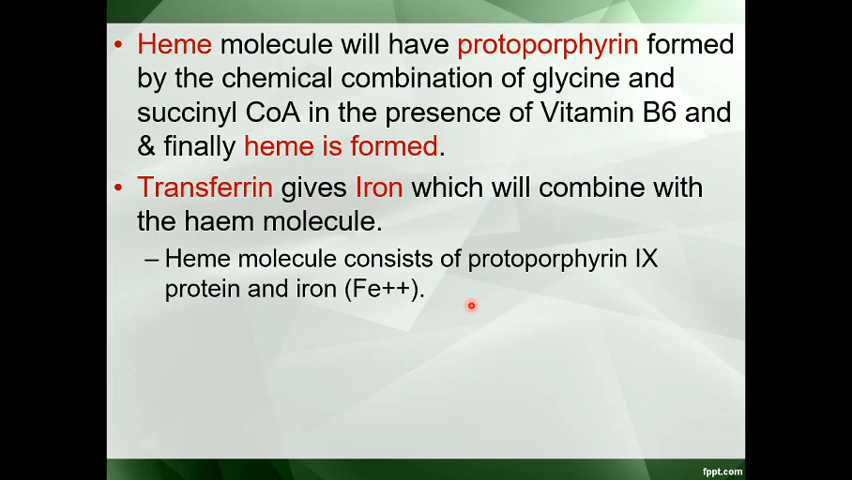 • Heme molecule will have protoporphyrin formed
by the chemical combination of glycine and
succinyl CoA in the presence of Vitamin B6 and
& finally heme is formed.
• Transferrin gives Iron which will combine with
the haem molecule.
– Heme molecule consists of protoporphyrin IX
protein and iron (Fe++).
fppt.com